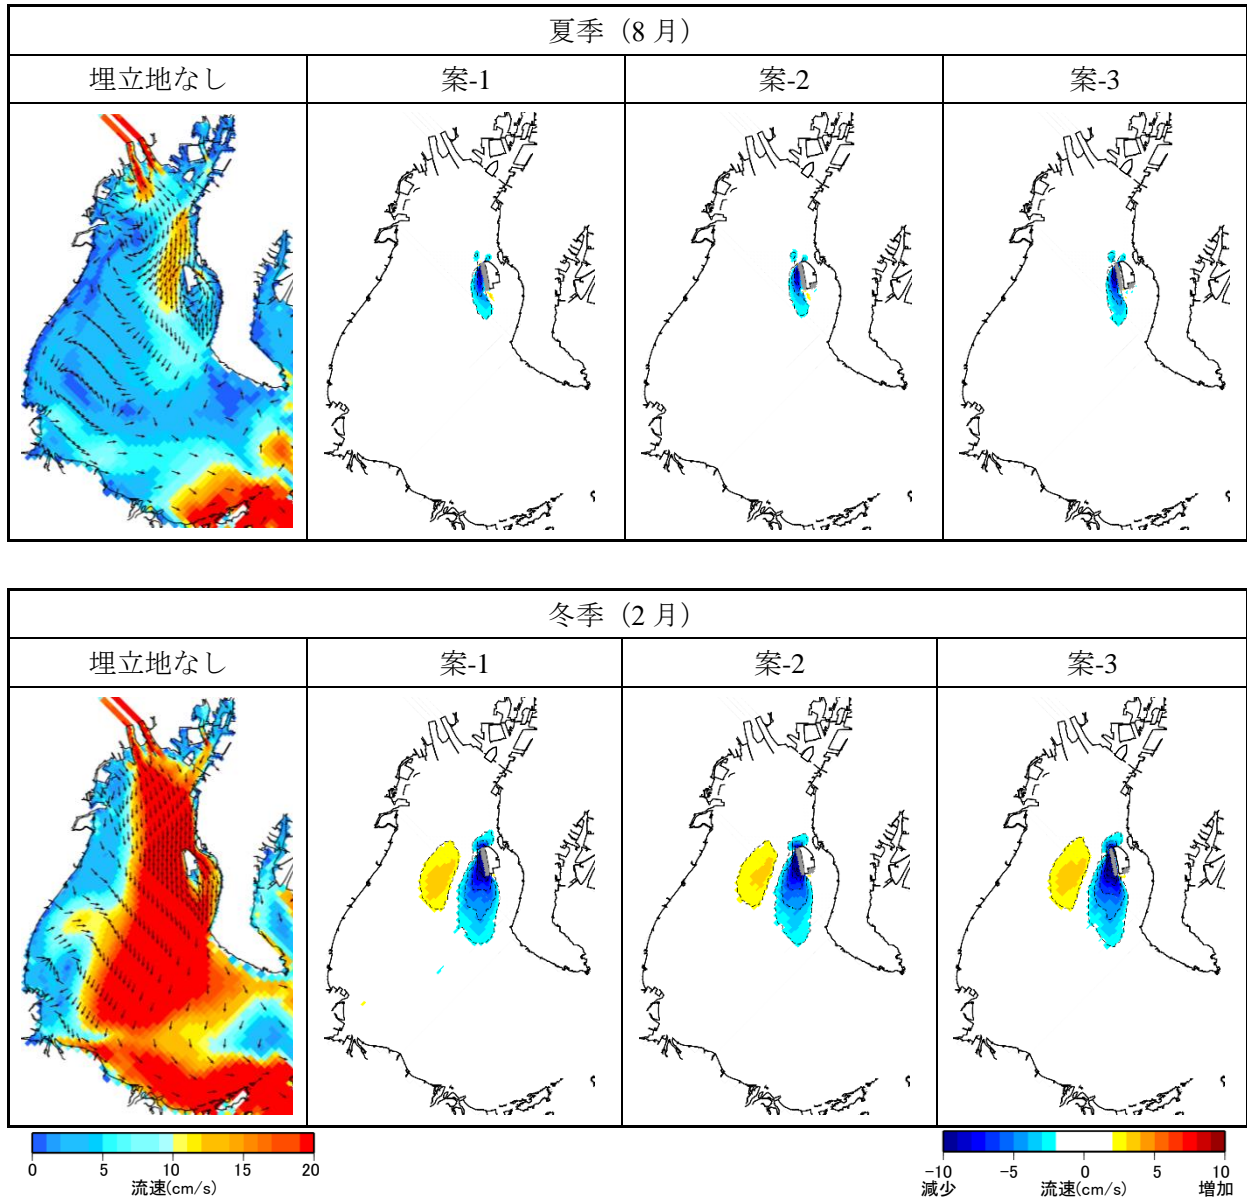 夏季（8 月）
埋立地なし 案-1 案-2 案-3
冬季（2 月）
埋立地なし 案-1 案-2 案-3
0 5 10 15 20
流速(cm/s)
-10 -5 0 5 10
減少 流速(cm/s) 増加